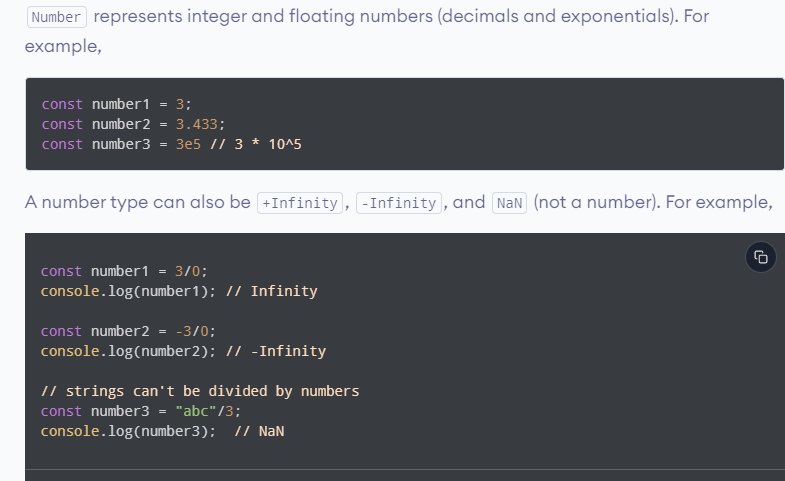 Number represents integer and floating numbers (decimals and exponentials). For
example,
const number1 = 3;
const number2 = 3.433;
const number3 = 3e5 // 3 * 10^5
A number type can also be +Infinity, -Infinity, and NaN (not a number). For example,
const number1 = 3/0;
console.log(number1); // Infinity
const number2 = -3/0;
console.log(number2); // -Infinity
// strings can't be divided by numbers
const number3 = "abc"/3;
console.log(number3);  // NaN